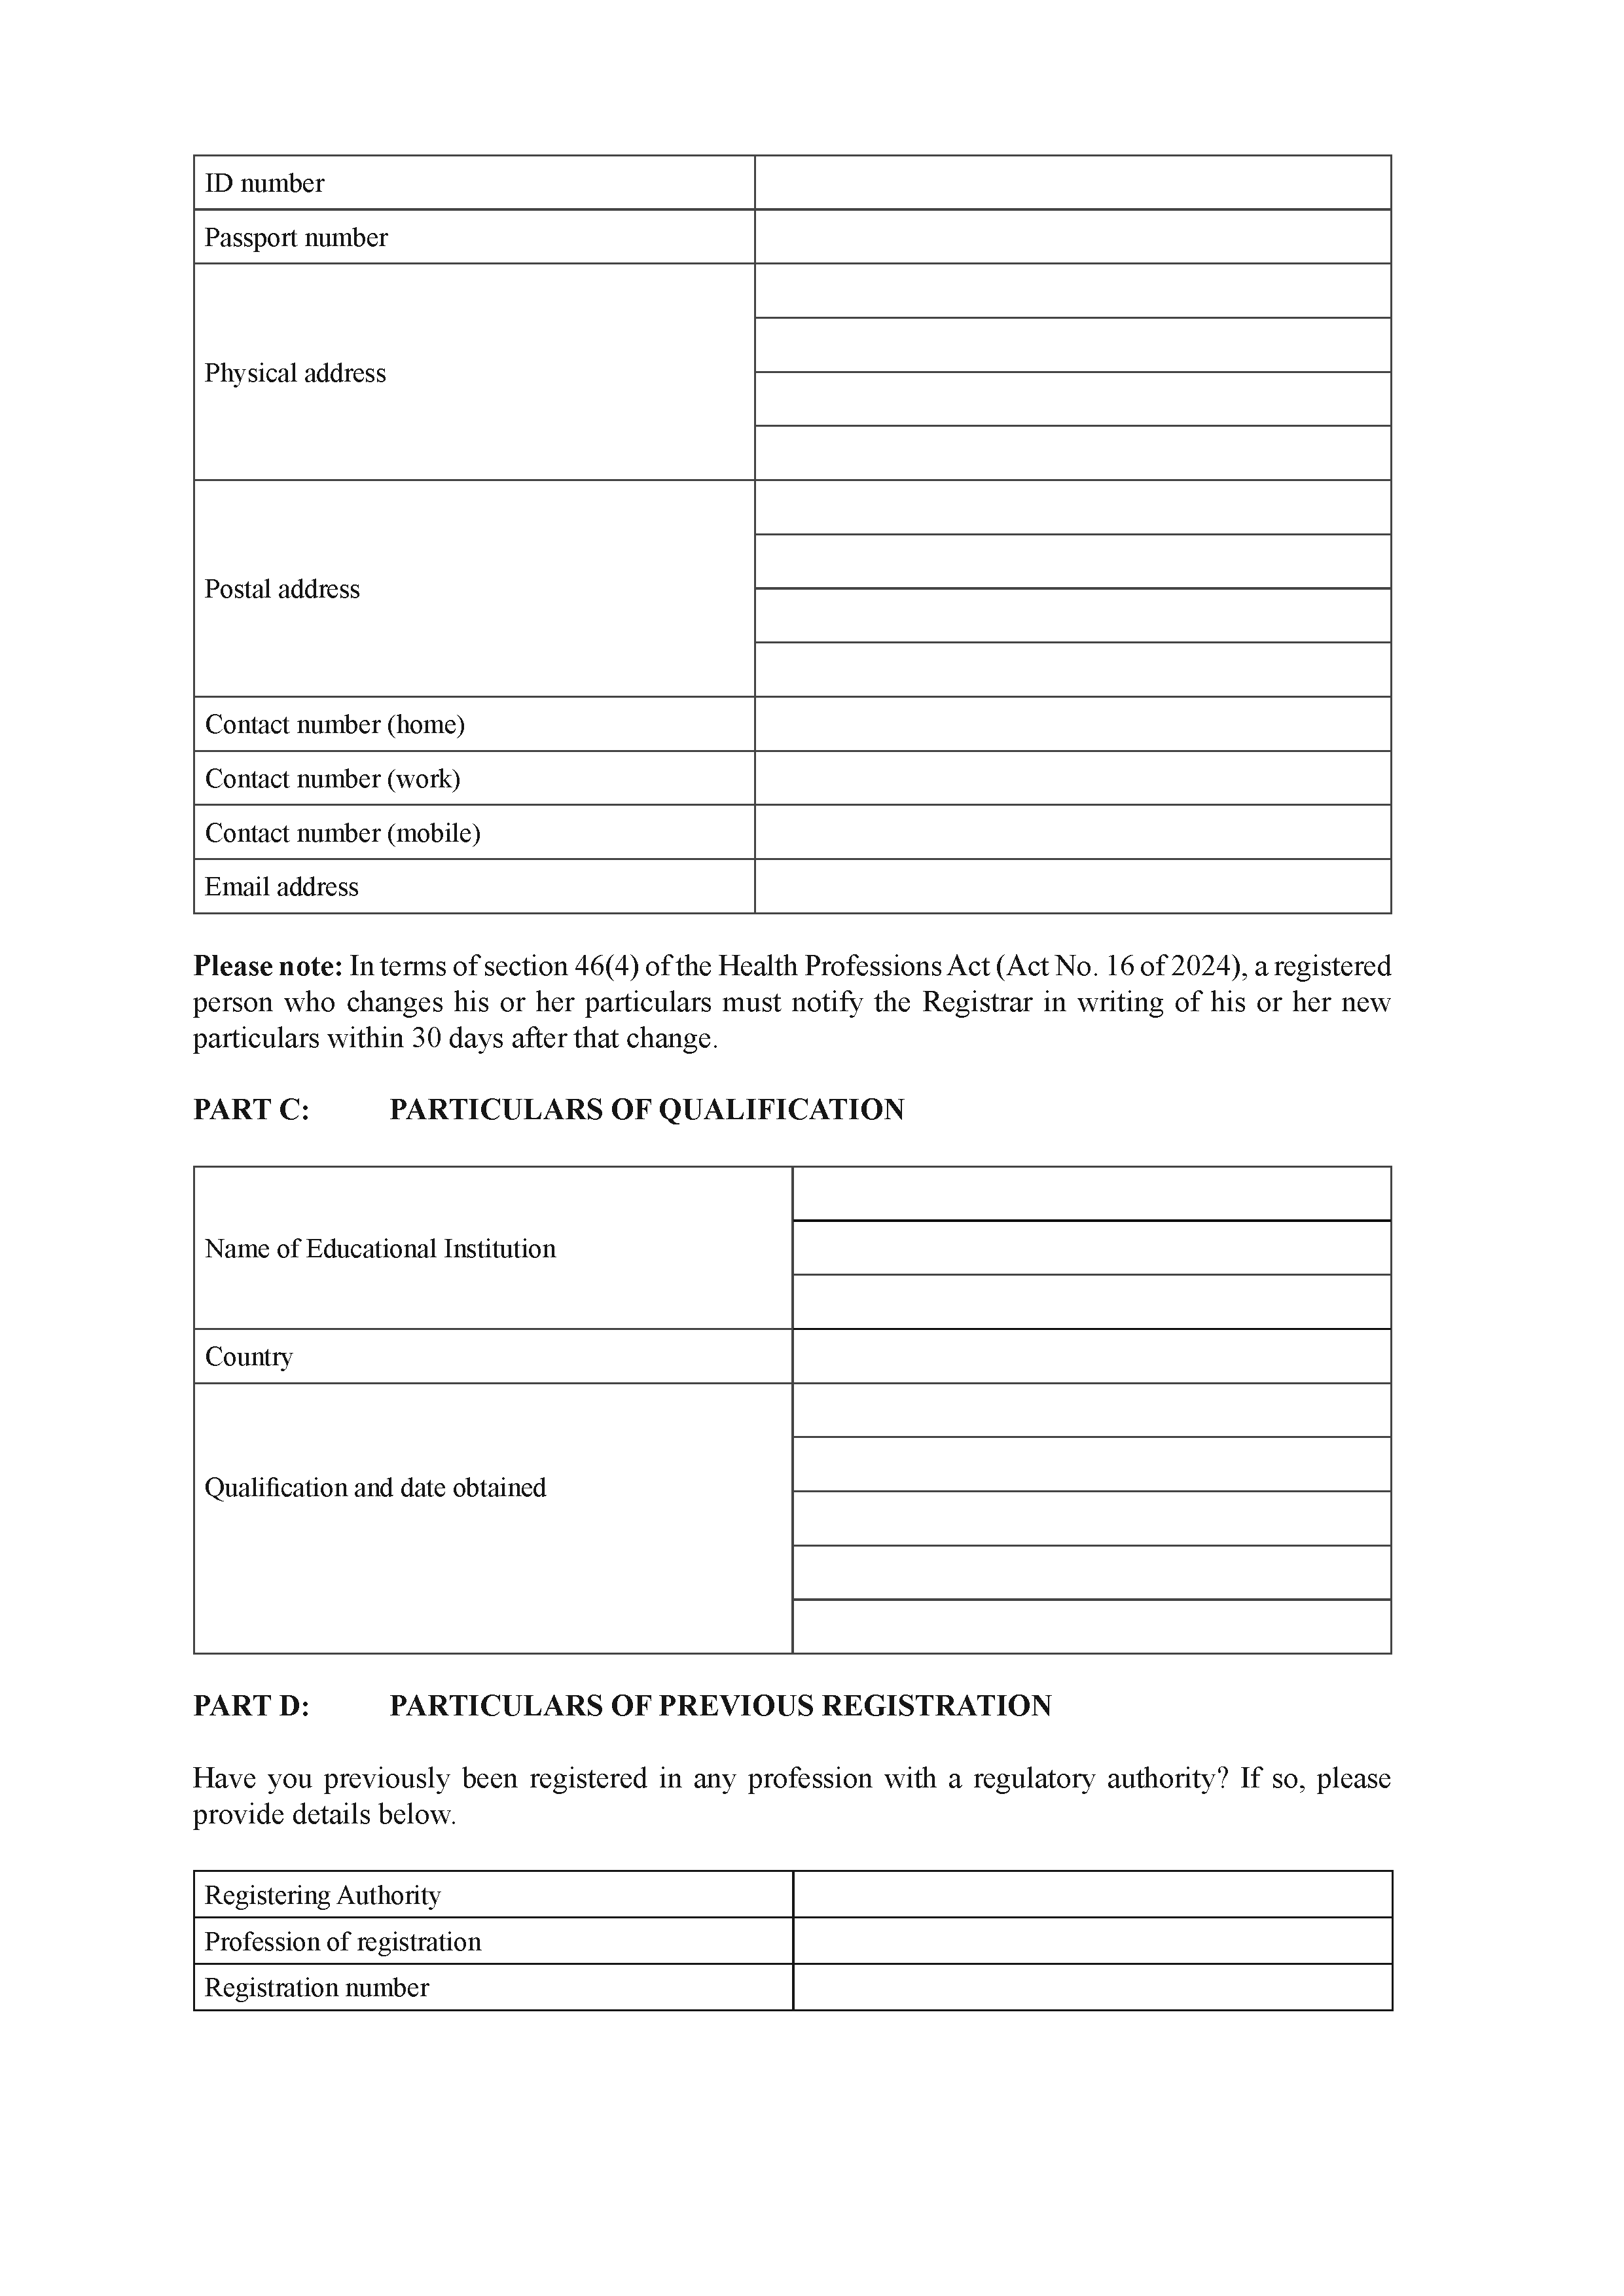 ID number
Passport number
Physical address
Postal address
Contact number (home)
Contact number (work)
Contact number (mobile)
Email address
Please note: In terms of section 46(4) of the Health Professions Act (Act No. 16 of 2024), a registered
person who changes his or her particulars must notify the Registrar in writing of his or her new
particulars within 30 days after that change.
PART C: PARTICULARS OF QUALIFICATION
Name of Educational Institution
Country
Qualification and date obtained
PART D: PARTICULARS OF PREVIOUS REGISTRATION
Have you previously been registered in any profession with a regulatory authority? If so, please
provide details below.
Registering Authority
Profession of registration
Registration number